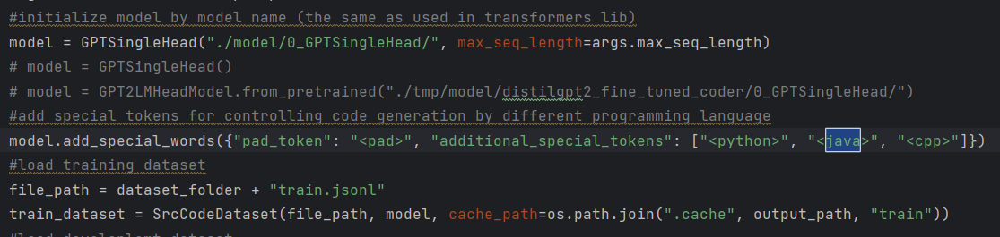 #initialize model by model name (the same as used in transformers lib)
model = GPTSingleHead("./model/0_GPTSingleHead/", max_seq_length=args.max_seq_length)
# model = GPTSingleHead()
# model = GPT2LMHeadModel.from_pretrained("./tmp/model/distilgpt2_fine_tuned_coder/0_GPTSingleHead/")
#add special tokens for controlling code generation by different programming language
model.add_special_words({"pad_token": "<pad>", "additional_special_tokens": ["<python>", "<java>", "<cpp>"]})
#load training dataset
file_path = dataset_folder + "train.jsonl"
train_dataset = SrcCodeDataset(file_path, model, cache_path=os.path.join(".cache", output_path, "train"))